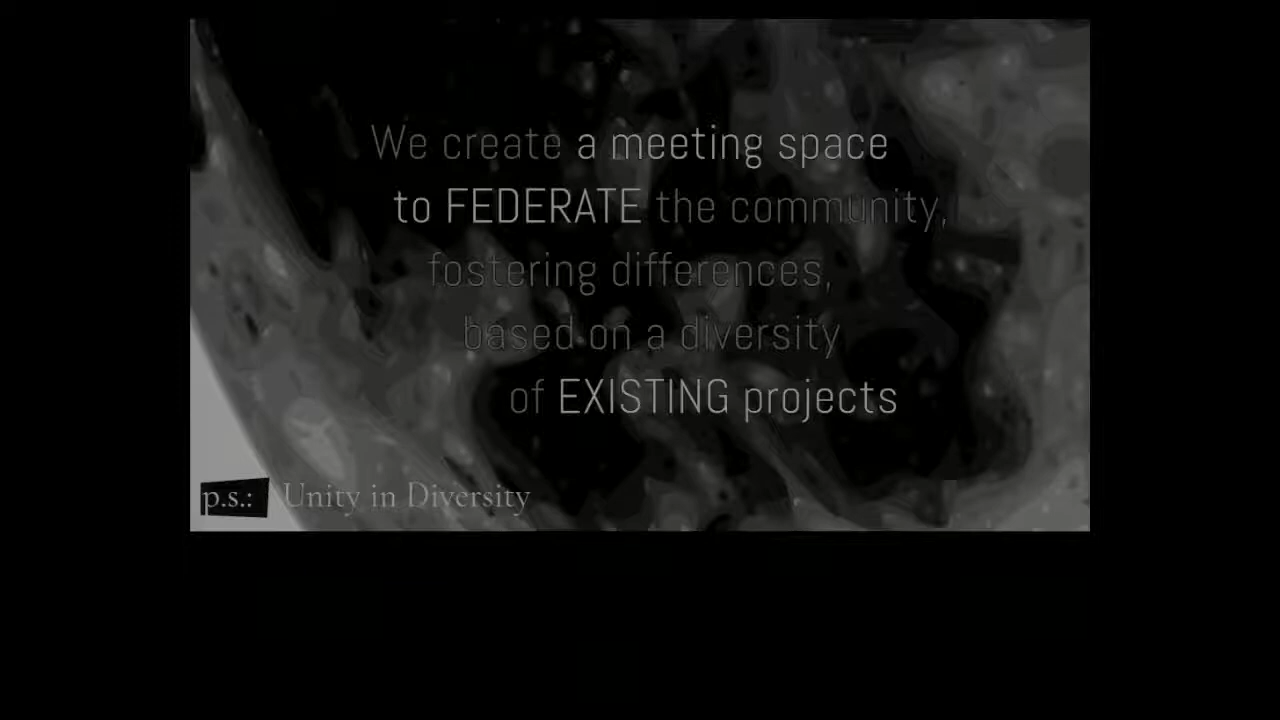 We create a meeting space
to FEDERATE the community,
fostering differences,
based on a diversity
of EXISTING projects
p.s.: Unity in Diversity